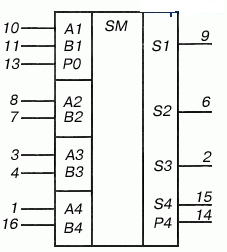 10 A1 SM S1 9
11 B1
13 P0
8 A2 S2 6
7 B2
3 A3 S3 2
4 B3
1 A4 S4 15
16 B4 P4 14